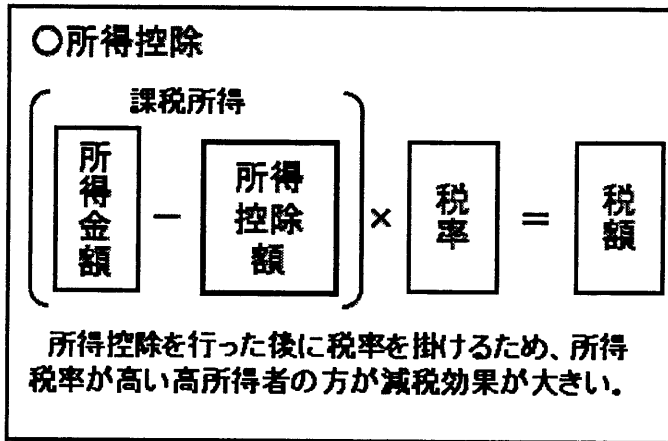 〇所得控除
課税所得
(所得金額 − 所得控除額) × 税率 = 税額
所得控除を行った後に税率を掛けるため、所得
税率が高い高所得者の方が減税効果が大きい。